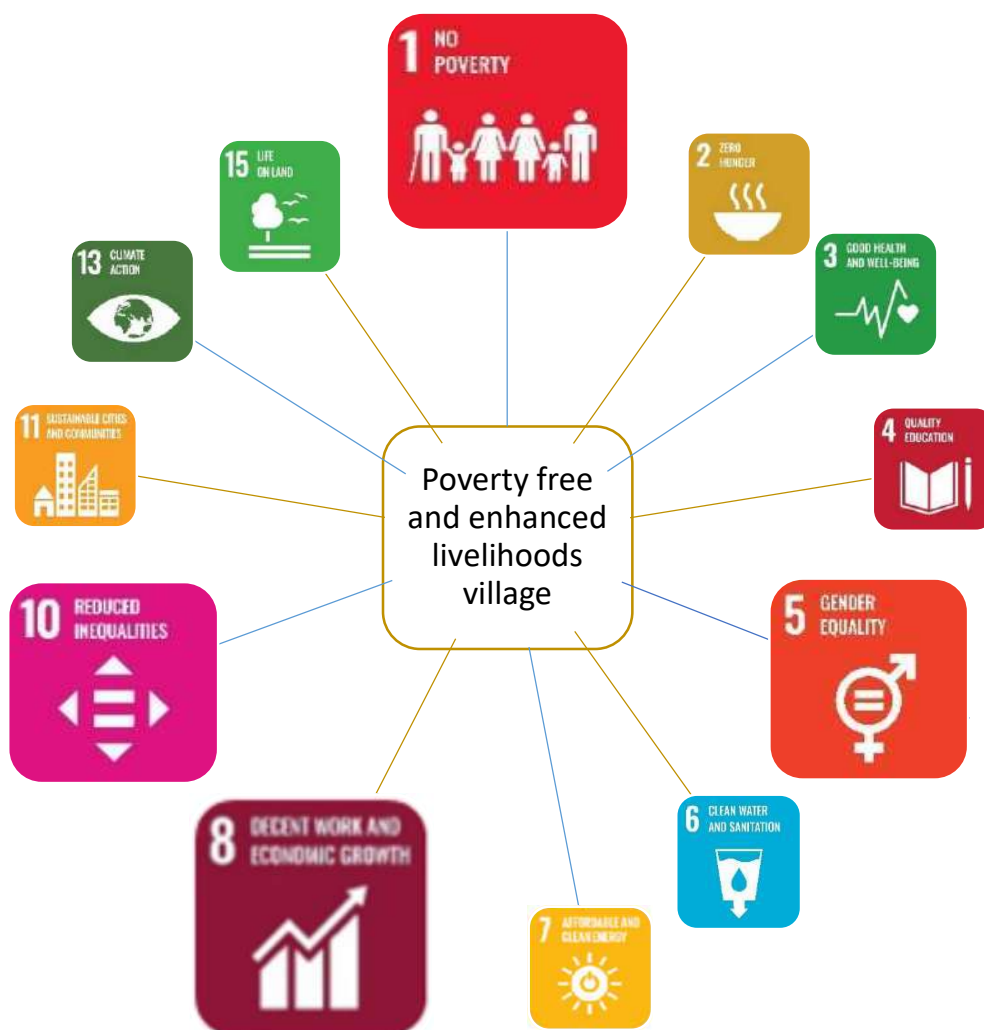 1 NO
POVERTY
2 ZERO
HUNGER
3 GOOD HEALTH
AND WELL-BEING
4 QUALITY
EDUCATION
5 GENDER
EQUALITY
6 CLEAN WATER
AND SANITATION
7 AFFORDABLE AND
CLEAN ENERGY
8 DECENT WORK AND
ECONOMIC GROWTH
10 REDUCED
INEQUALITIES
11 SUSTAINABLE CITIES
AND COMMUNITIES
13 CLIMATE
ACTION
15 LIFE
ON LAND
Poverty free
and enhanced
livelihoods
village